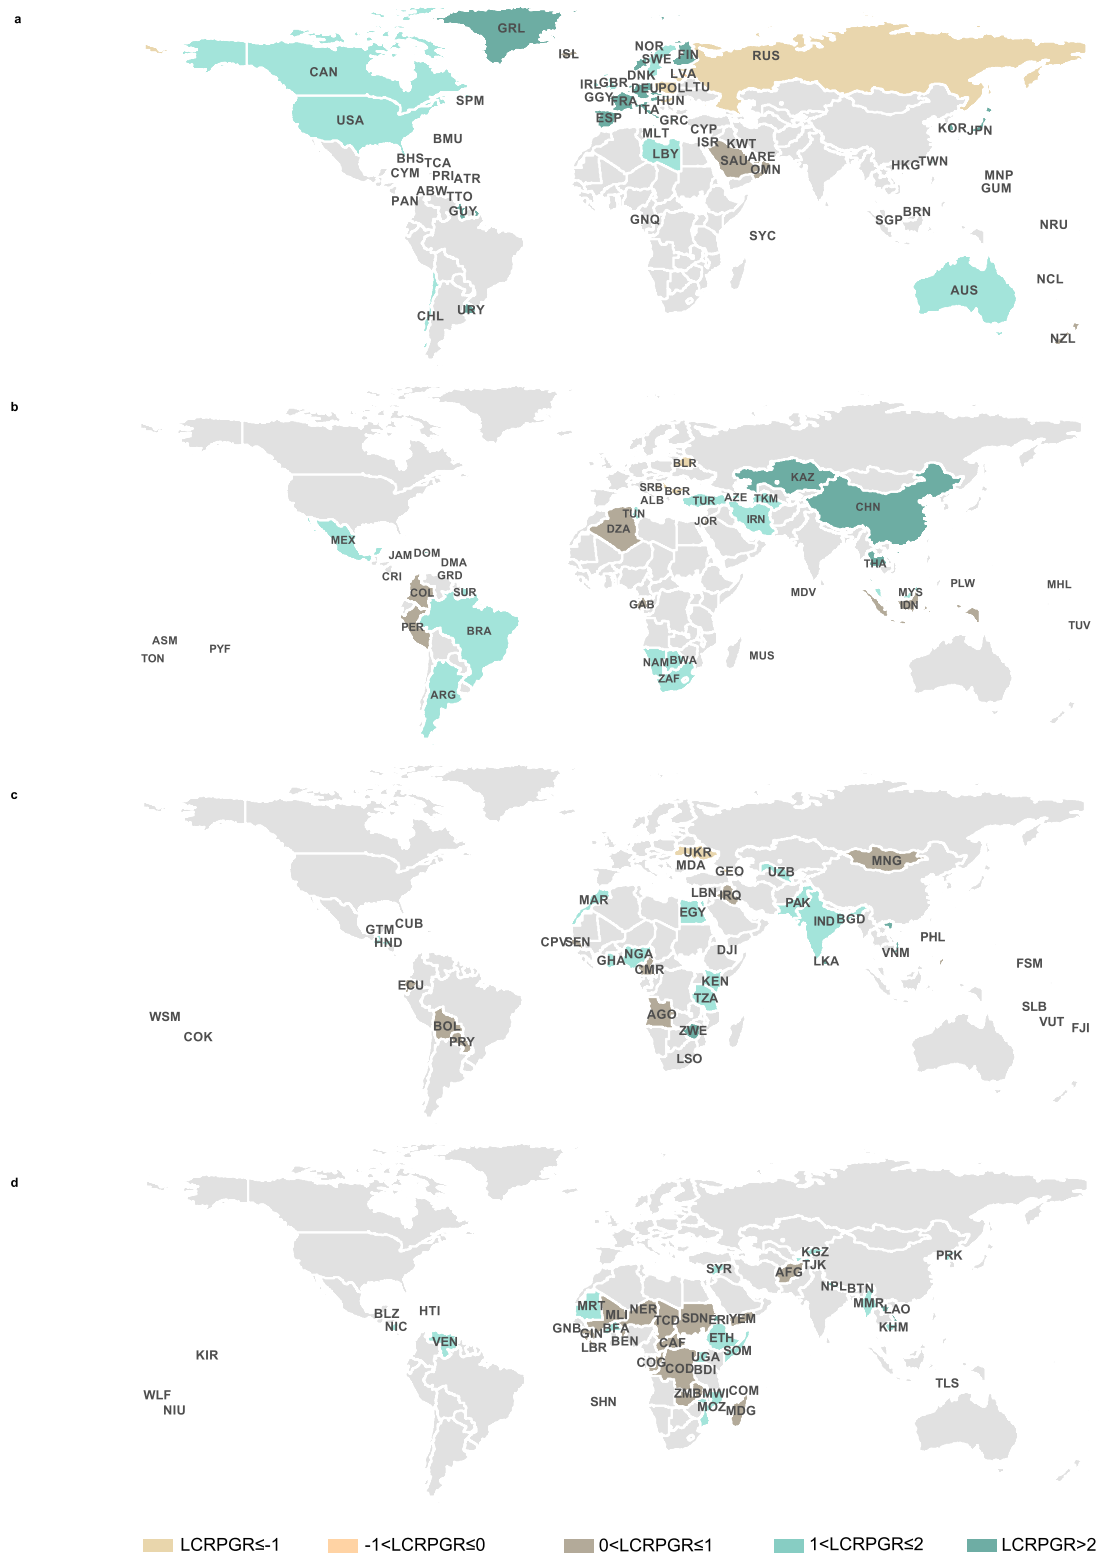 a
GRL
NOR
ISL
SWE
FIN
RUS
CAN
DNK
LVA
IRL
GBR
DEU
POL
LTU
GGY
FRA
HUN
SPM
ITA
ESP
GRC
USA
MLT
CYP
KOR
JPN
BMU
ISR
KWT
LBY
SAU
ARE
OMN
BHS
TCA
HKG
TWN
CYM
PRI
ATR
MNP
GUM
ABW
TTO
PAN
GUY
GNQ
SGP
BRN
NRU
SYC
NCL
AUS
CHL
URY
NZL
b
BLR
KAZ
SRB
BGR
ALB
TUR
AZE
TKM
CHN
TUN
JOR
IRN
DZA
MEX
JAM
DOM
DMA
THA
CRI
GRD
COL
SUR
MDV
MYS
PLW
MHL
GAB
IDN
PER
BRA
TUV
ASM
PYF
TON
NAM
BWA
MUS
ZAF
ARG
c
UKR
MDA
GEO
UZB
MNG
MAR
LBN
IRQ
PAK
EGY
IND
BGD
CUB
GTM
HND
CPV
SEN
NGA
DJI
PHL
GHA
CMR
LKA
VNM
FSM
ECU
KEN
TZA
WSM
AGO
SLB
BOL
VUT
COK
PRY
ZWE
FJI
LSO
d
KGZ
PRK
SYR
TJK
AFG
NPL
BTN
MRT
MLI
NER
TCD
SDN
ERI
YEM
MMR
LAO
BLZ
HTI
NIC
GNB
GIN
BFA
BEN
ETH
KHM
VEN
LBR
CAF
SOM
KIR
COG
COD
UGA
BDI
TLS
WLF
NIU
SHN
ZMB
MWI
COM
MOZ
MDG
LCRPGR≤-1
-1<LCRPGR≤0
0<LCRPGR≤1
1<LCRPGR≤2
LCRPGR>2